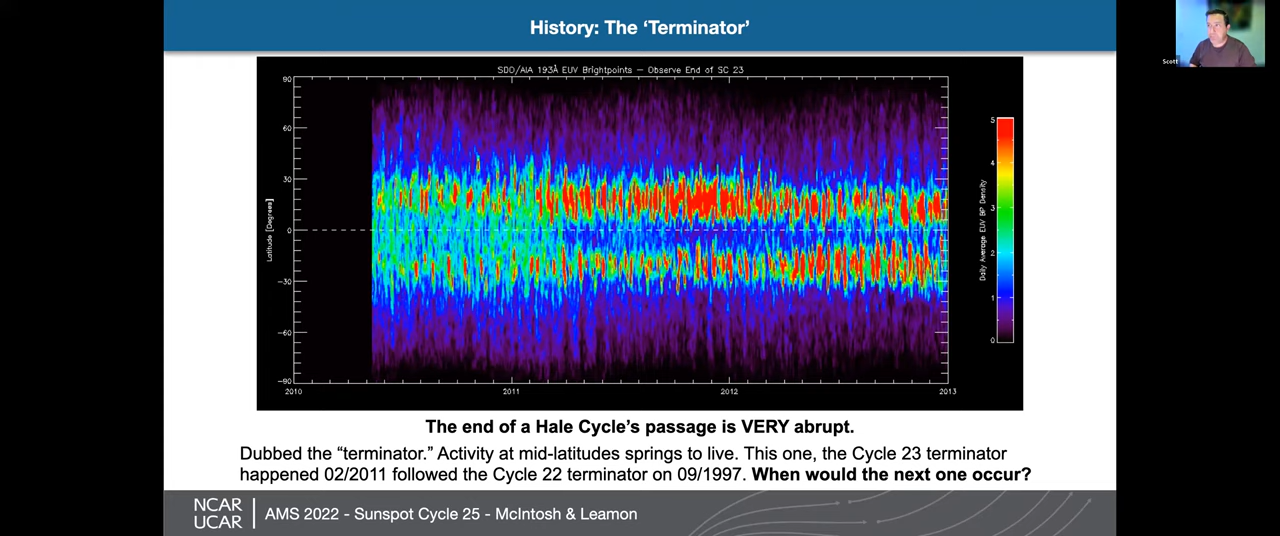 History: The ‘Terminator’
Scott
SDO/AIA 193Å EUV Brightpoints — Observe End of SC 23
90
60
30
0
-30
-60
-90
Latitude [Degrees]
2010
2011
2012
2013
5
4
3
2
1
0
Daily Average EUV BP Density
The end of a Hale Cycle’s passage is VERY abrupt.
Dubbed the “terminator.” Activity at mid-latitudes springs to live. This one, the Cycle 23 terminator
happened 02/2011 followed the Cycle 22 terminator on 09/1997. When would the next one occur?
NCAR
UCAR
AMS 2022 - Sunspot Cycle 25 - McIntosh & Leamon